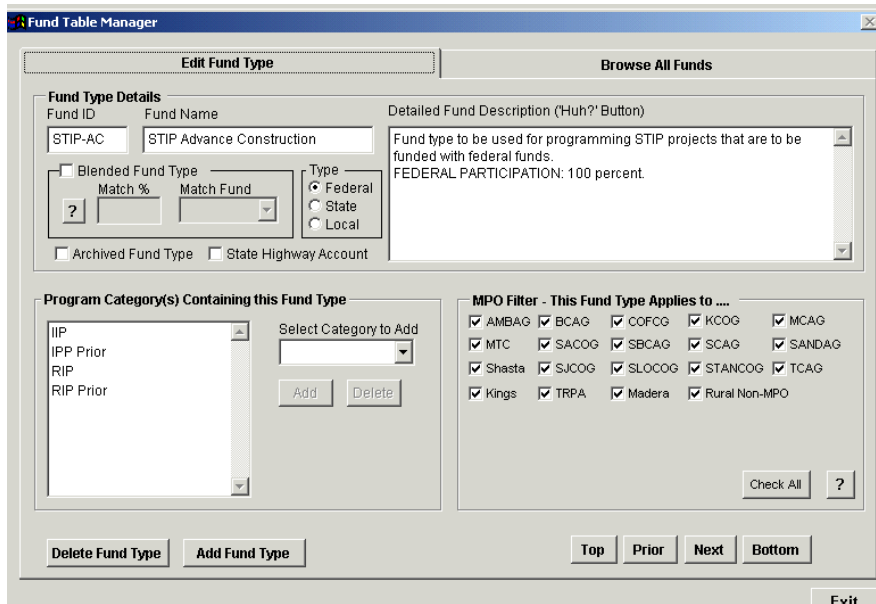 Fund Table Manager
Edit Fund Type
Browse All Funds
Fund Type Details
Fund ID
Fund Name
Detailed Fund Description ('Huh?' Button)
STIP-AC
STIP Advance Construction
Fund type to be used for programming STIP projects that are to be
funded with federal funds.
FEDERAL PARTICIPATION: 100 percent.
Blended Fund Type
Match %
Match Fund
?
Type
Federal
State
Local
Archived Fund Type
State Highway Account
Program Category(s) Containing this Fund Type
IIP
IPP Prior
RIP
RIP Prior
Select Category to Add
Add
Delete
MPO Filter - This Fund Type Applies to ....
AMBAG BCAG COFCG KCOG MCAG
MTC SACOG SBCAG SCAG SANDAG
Shasta SJCOG SLOCOG STANCOG TCAG
Kings TRPA Madera Rural Non-MPO
Check All
?
Delete Fund Type
Add Fund Type
Top
Prior
Next
Bottom
Exit